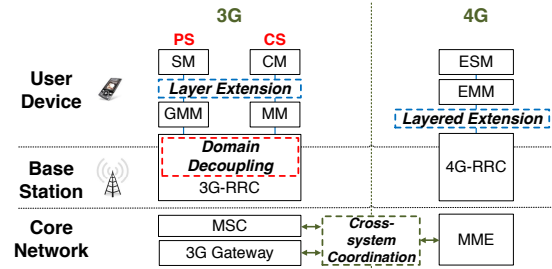 3G
4G
PS
CS
SM
CM
ESM
User
Device
Layer Extension
EMM
GMM
MM
Layered Extension
Domain
Decoupling
3G-RRC
4G-RRC
Base
Station
Core
Network
MSC
3G Gateway
Cross-
system
Coordination
MME